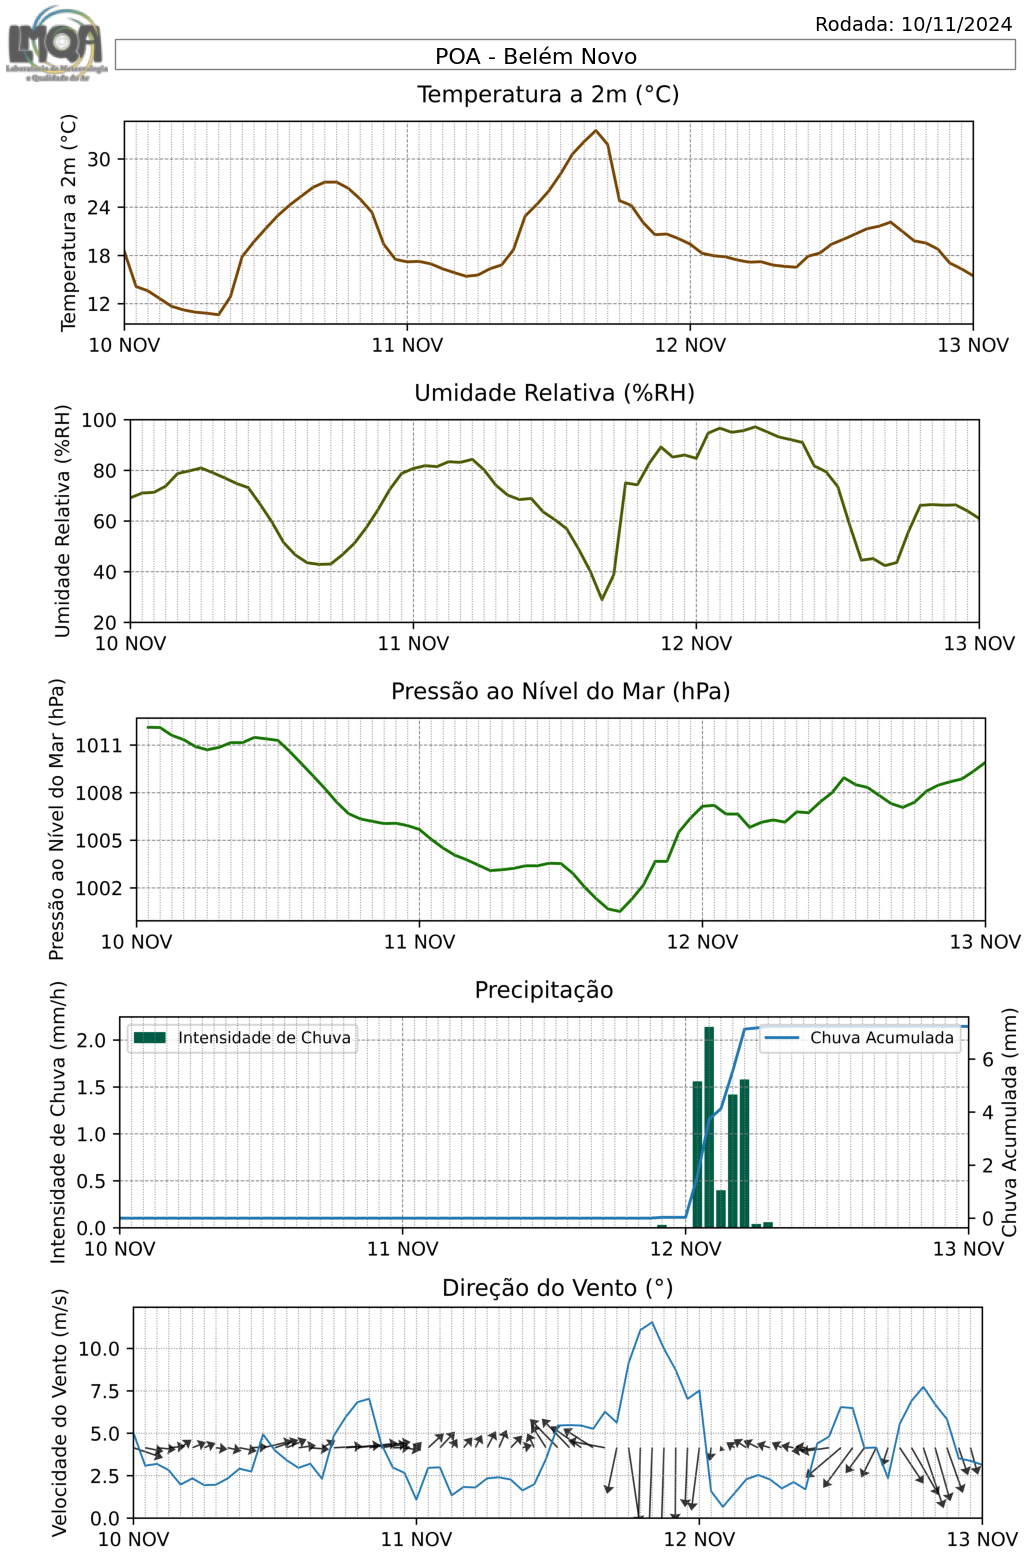 Rodada: 10/11/2024
LMQA
Laboratório de Meteorologia
e Qualidade do Ar
POA - Belém Novo
Temperatura a 2m (°C)
Temperatura a 2m (°C)
30
24
18
12
10 NOV 11 NOV 12 NOV 13 NOV
Umidade Relativa (%RH)
Umidade Relativa (%RH)
100
80
60
40
20
10 NOV 11 NOV 12 NOV 13 NOV
Pressão ao Nível do Mar (hPa)
Pressão ao Nível do Mar (hPa)
1011
1008
1005
1002
10 NOV 11 NOV 12 NOV 13 NOV
Precipitação
Intensidade de Chuva (mm/h)
2.0
1.5
1.0
0.5
0.0
Intensidade de Chuva
Chuva Acumulada
6
4
2
0
Chuva Acumulada (mm)
10 NOV 11 NOV 12 NOV 13 NOV
Direção do Vento (°)
Velocidade do Vento (m/s)
10.0
7.5
5.0
2.5
0.0
10 NOV 11 NOV 12 NOV 13 NOV